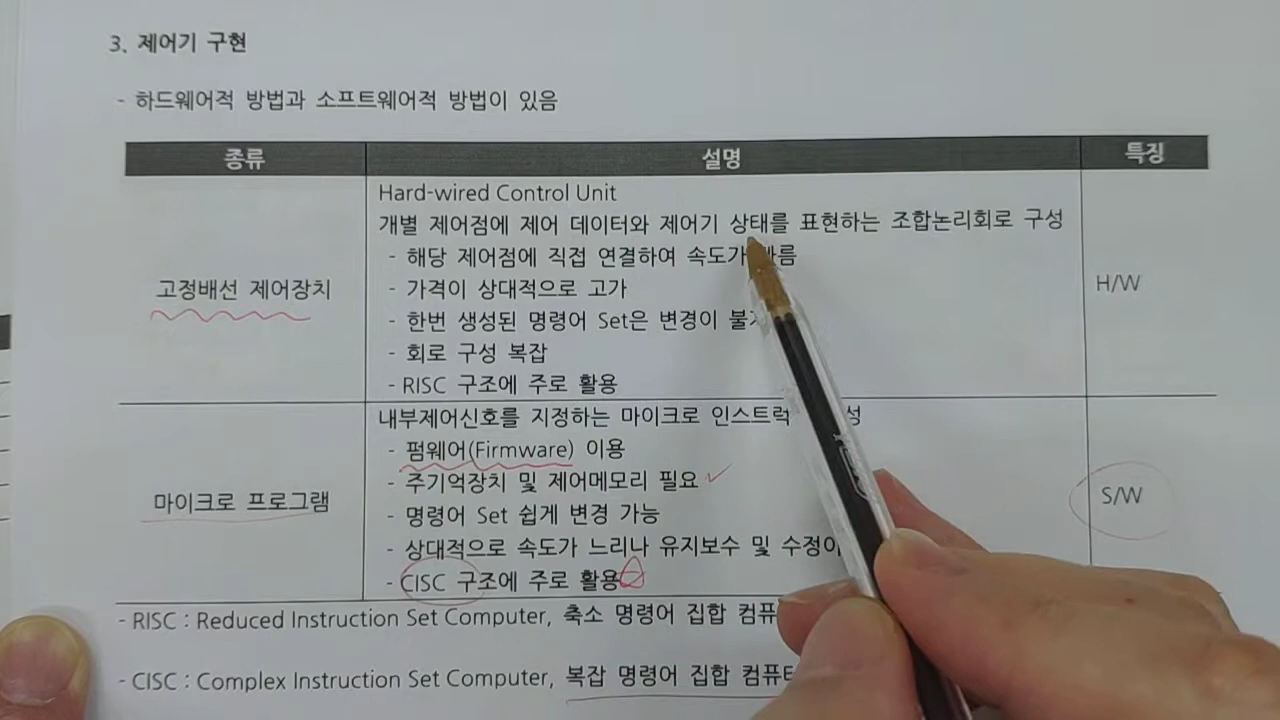 3. 제어기 구현
- 하드웨어적 방법과 소프트웨어적 방법이 있음
종류 설명 특징
Hard-wired Control Unit
개별 제어점에 제어 데이터와 제어기 상태를 표현하는 조합논리회로 구성
- 해당 제어점에 직접 연결하여 속도가
- 가격이 상대적으로 고가
고정배선 제어장치 H/W
- 한번 생성된 명령어 Set은 변경이
- 회로 구성 복잡
- RISC 구조에 주로 활용
내부제어신호를 지정하는 마이크로
- 펌웨어(Firmware) 이용
- 주기억장치 및 제어메모리 필요
마이크로 프로그램 S/W
- 명령어 Set 쉽게 변경 가능
- 상대적으로 속도가 느리나 유지보수 및
- CISC 구조에 주로 활용
- RISC : Reduced Instruction Set Computer, 축소 명령어 집합
- CISC : Complex Instruction Set Computer, 복잡 명령어 집합